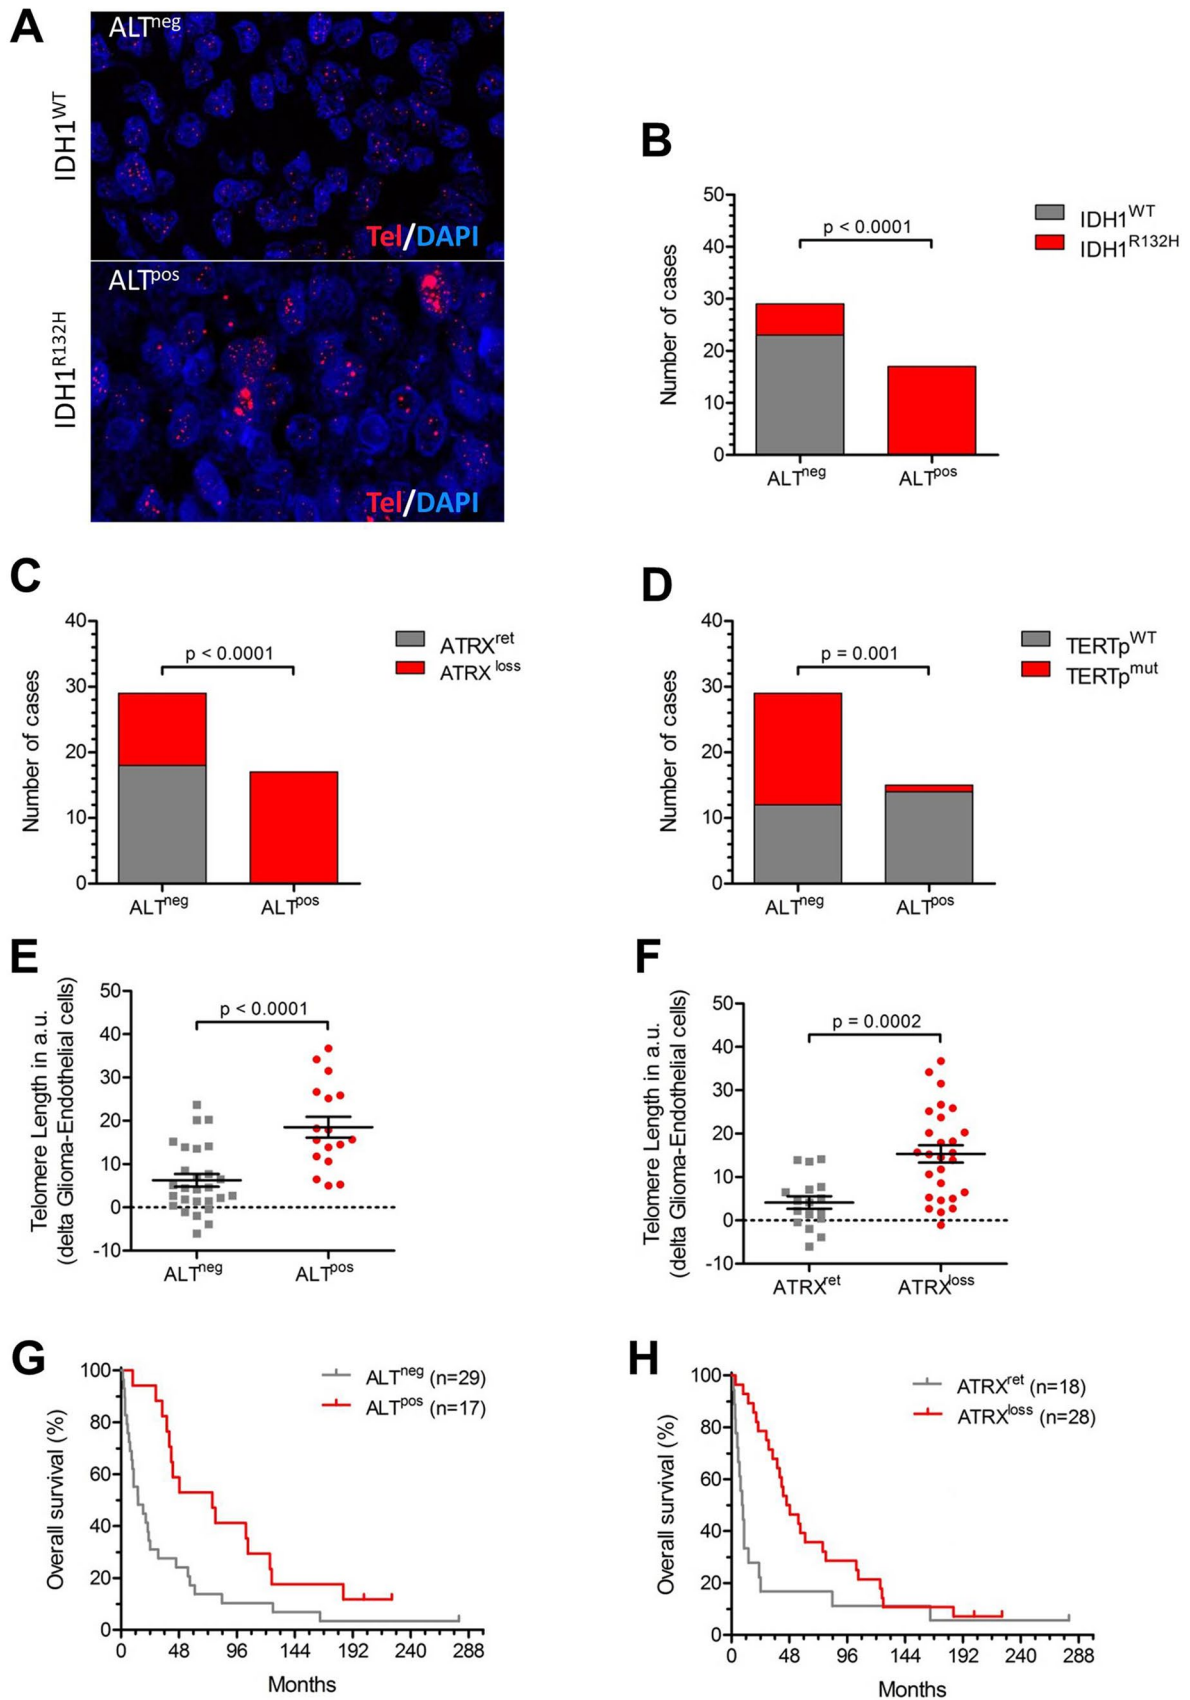 A
ALTneg
IDH1WT
Tel/DAPI
ALTpos
IDH1R132H
Tel/DAPI
B
50
40
30
20
10
0
Number of cases
p < 0.0001
ALTneg
ALTpos
IDH1WT
IDH1R132H
C
40
30
20
10
0
Number of cases
p < 0.0001
ALTneg
ALTpos
ATRXret
ATRX loss
D
40
30
20
10
0
Number of cases
p = 0.001
ALTneg
ALTpos
TERTpWT
TERTpmut
E
Telomere Length in a.u.
(delta Glioma-Endothelial cells)
50
40
30
20
10
0
-10
p < 0.0001
ALTneg
ALTpos
F
Telomere Length in a.u.
(delta Glioma-Endothelial cells)
50
40
30
20
10
0
-10
p = 0.0002
ATRXret
ATRXloss
G
Overall survival (%)
100
80
60
40
20
0
0 48 96 144 192 240 288
Months
ALTneg (n=29)
ALTpos (n=17)
H
Overall survival (%)
100
80
60
40
20
0
0 48 96 144 192 240 288
Months
ATRXret (n=18)
ATRXloss (n=28)